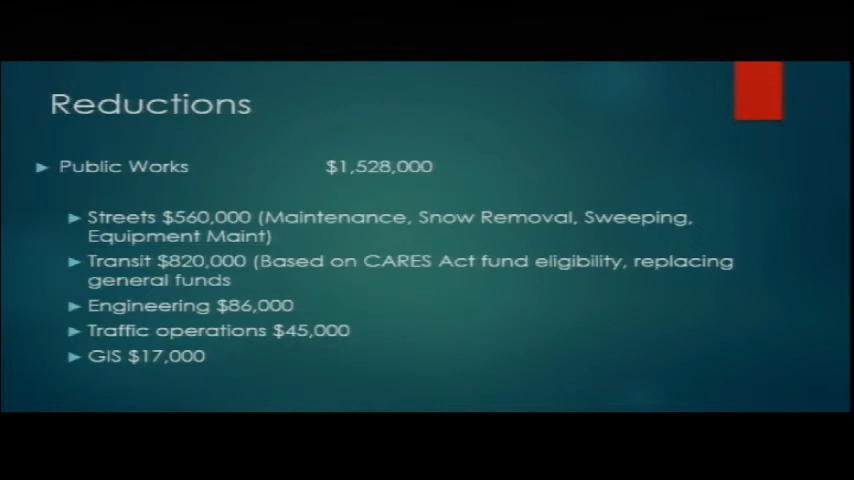 Reductions
Public Works $1,528,000
Streets $560,000 (Maintenance, Snow Removal, Sweeping,
Equipment Maint)
Transit $820,000 (Based on CARES Act fund eligibility, replacing
general funds
Engineering $86,000
Traffic operations $45,000
GIS $17,000